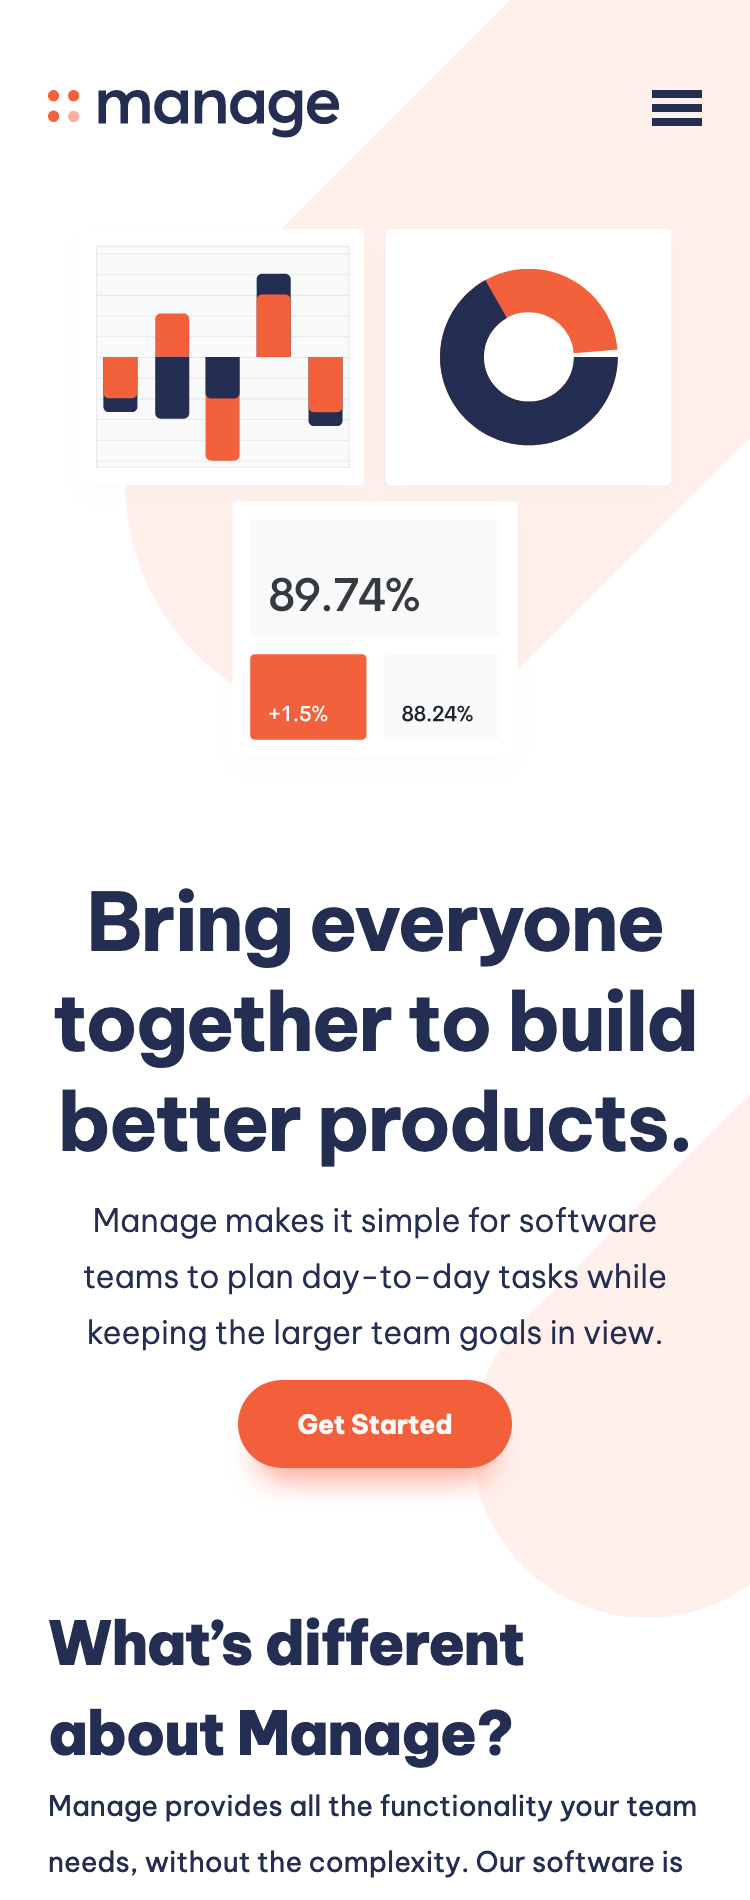 manage
89.74%
+1.5%
88.24%
Bring everyone
together to build
better products.
Manage makes it simple for software
teams to plan day-to-day tasks while
keeping the larger team goals in view.
Get Started
What’s different
about Manage?
Manage provides all the functionality your team
needs, without the complexity. Our software is